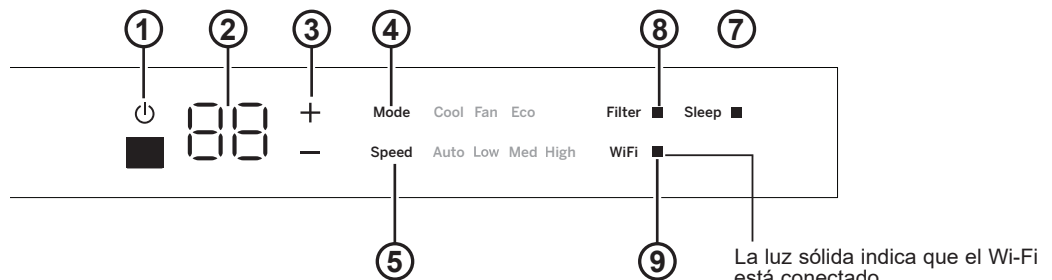 1 2 3 4 8 7
Mode Cool Fan Eco Filter Sleep
88
Speed Auto Low Med High WiFi
5 9
La luz sólida indica que el Wi-Fi
está conectado